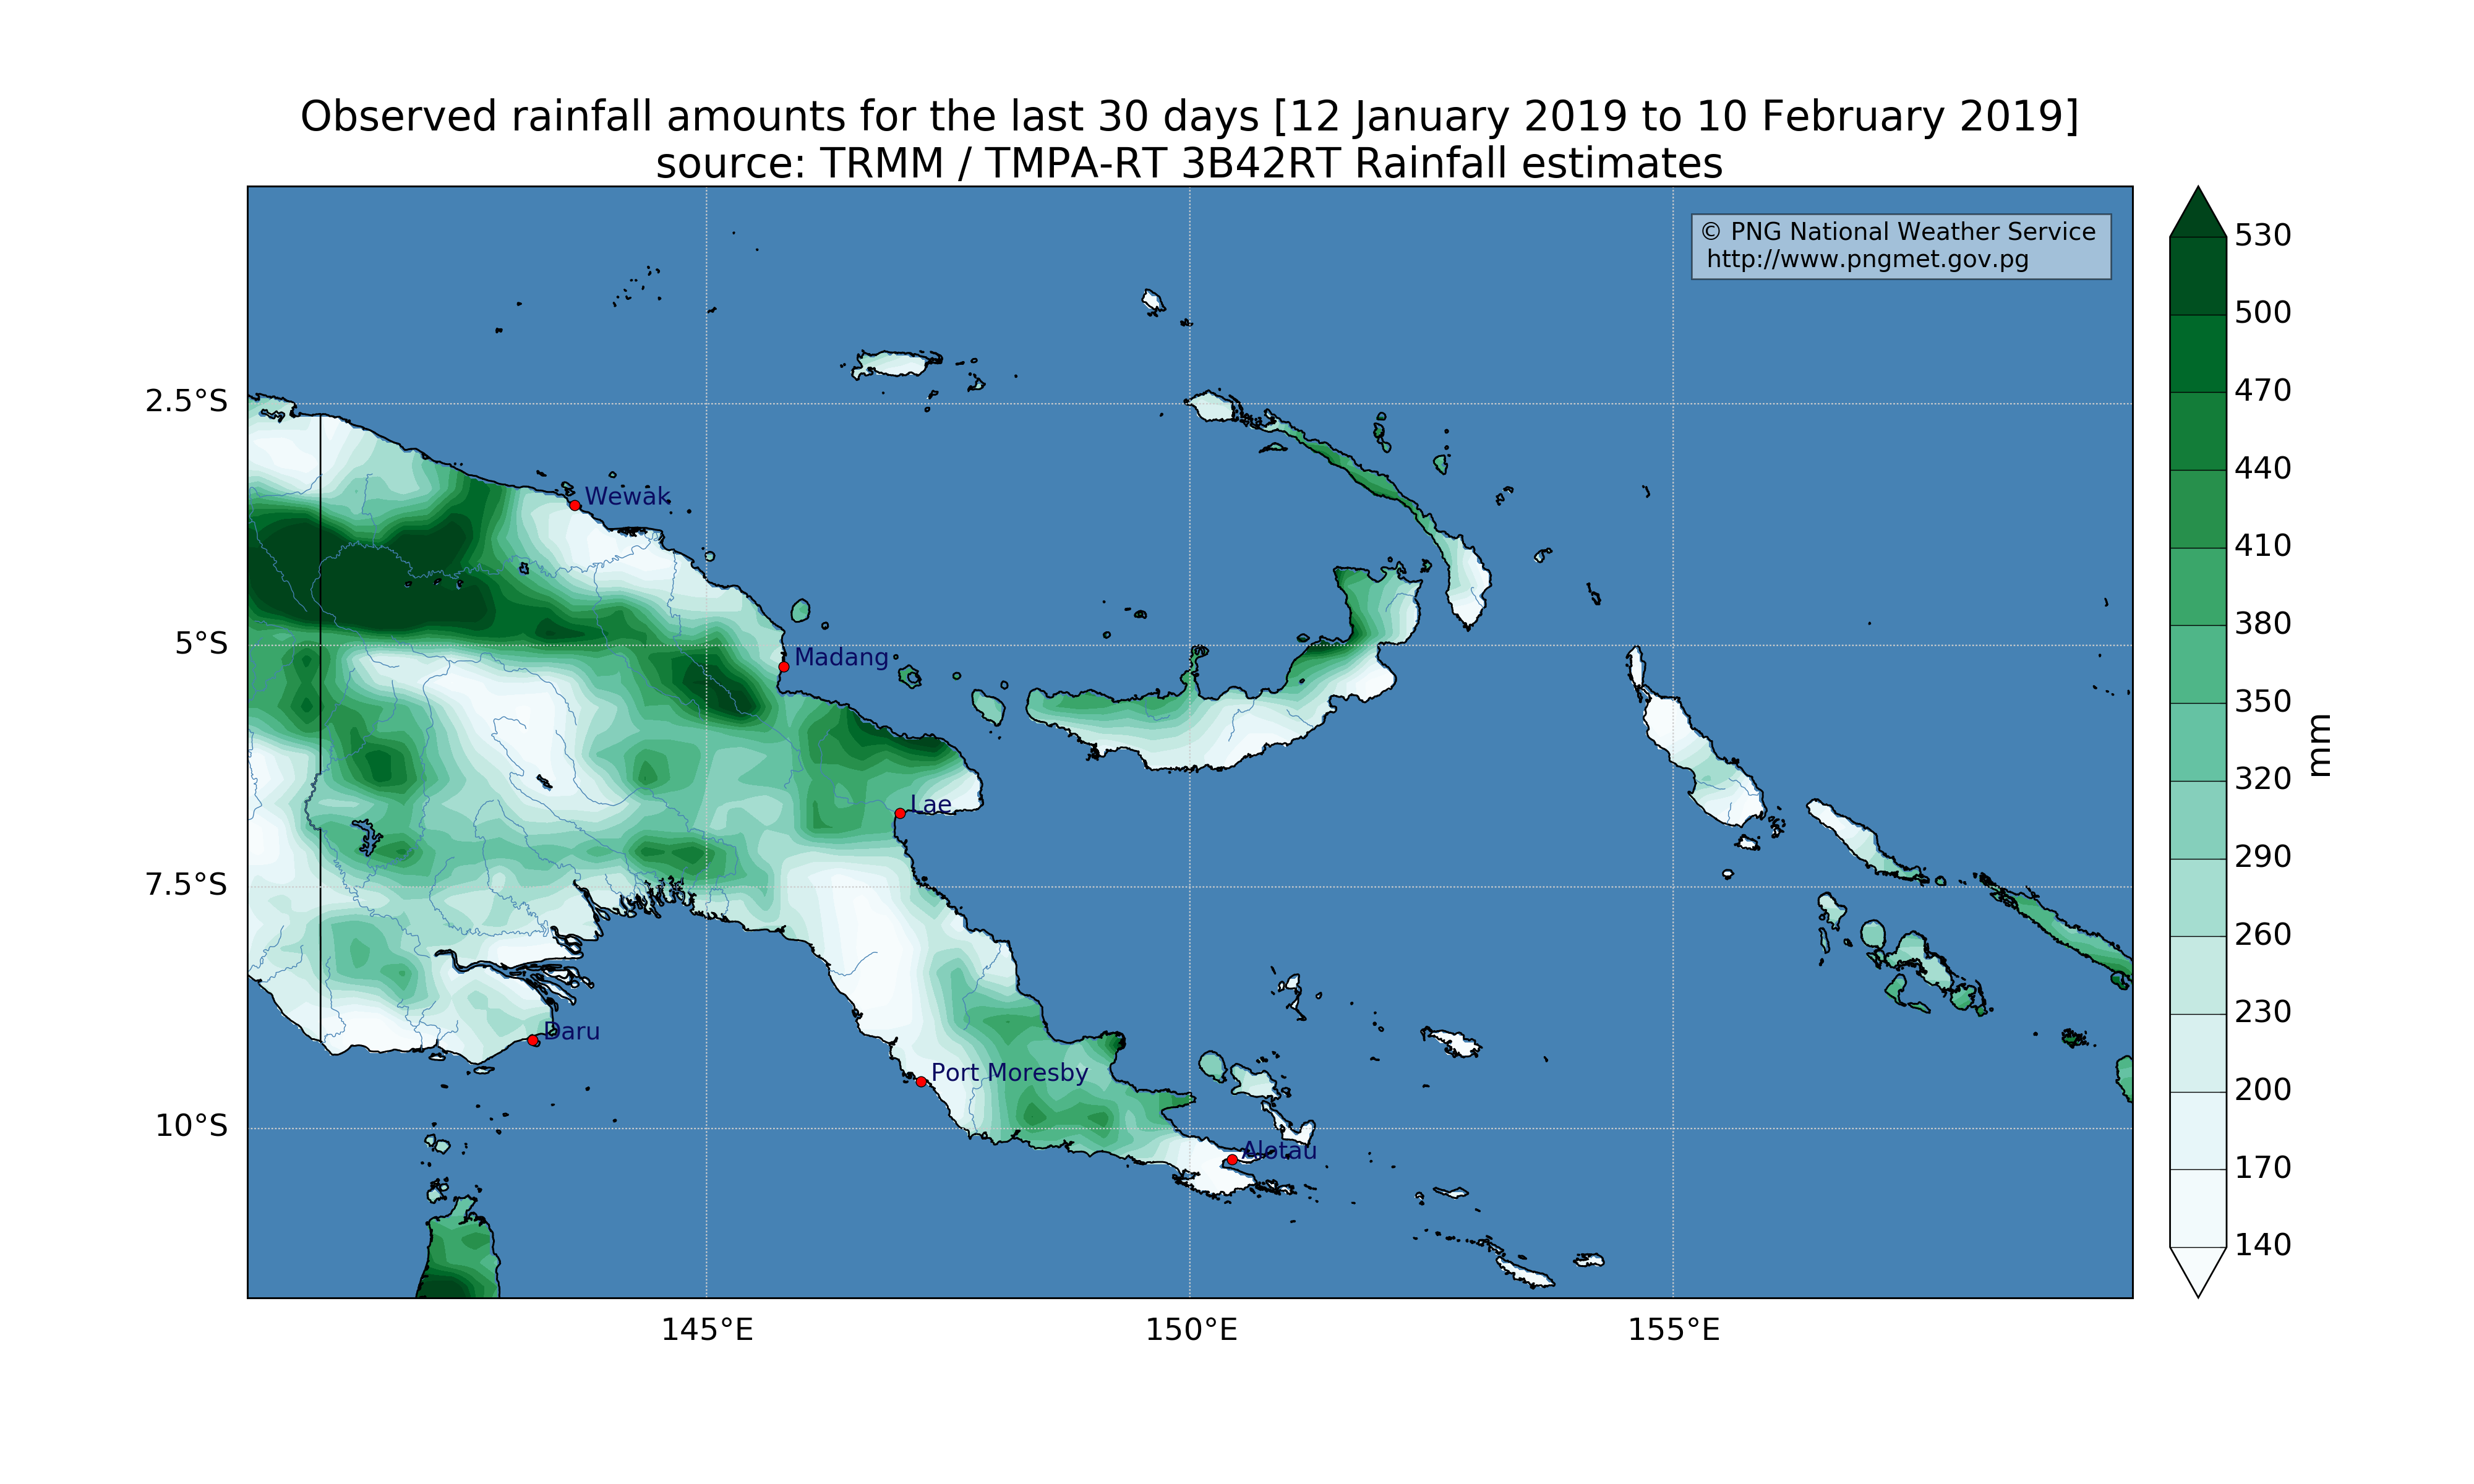 Observed rainfall amounts for the last 30 days [12 January 2019 to 10 February 2019]
source: TRMM / TMPA-RT 3B42RT Rainfall estimates
© PNG National Weather Service
http://www.pngmet.gov.pg
530
500
470
440
410
380
350
320
290
260
230
200
170
140
mm
2.5°S
5°S
7.5°S
10°S
Wewak
Madang
Lae
Daru
Port Moresby
Alotau
145°E
150°E
155°E